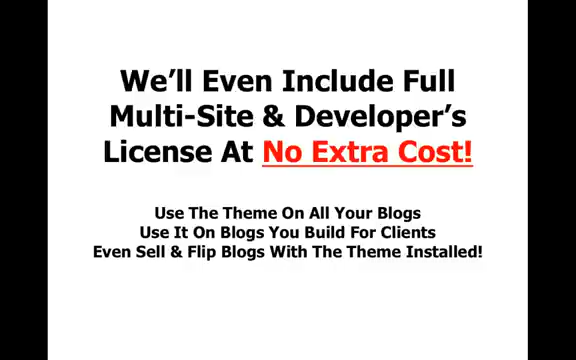 We'll Even Include Full
Multi-Site & Developer's
License At No Extra Cost!
Use The Theme On All Your Blogs
Use It On Blogs You Build For Clients
Even Sell & Flip Blogs With The Theme Installed!